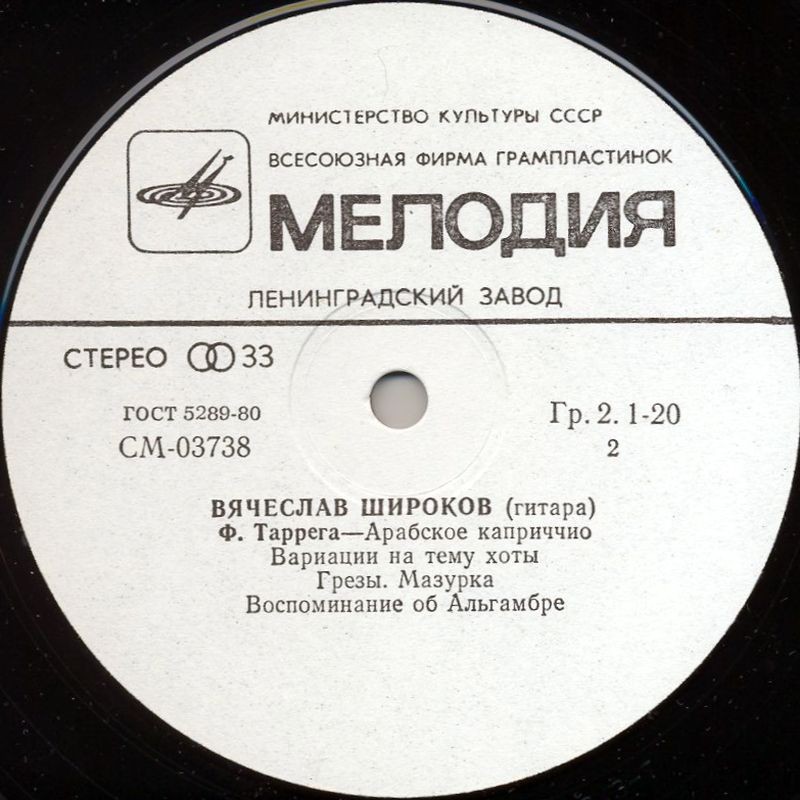 МИНИСТЕРСТВО КУЛЬТУРЫ СССР
ВСЕСОЮЗНАЯ ФИРМА ГРАМПЛАСТИНОК
МЕЛОДИЯ
ЛЕНИНГРАДСКИЙ ЗАВОД
СТЕРЕО 33
ГОСТ 5289-80
Гр. 2. 1-20
СМ-03738
2
ВЯЧЕСЛАВ ШИРОКОВ (гитара)
Ф. Таррега—Арабское каприччио
Вариации на тему хоты
Грезы. Мазурка
Воспоминание об Альгамбре